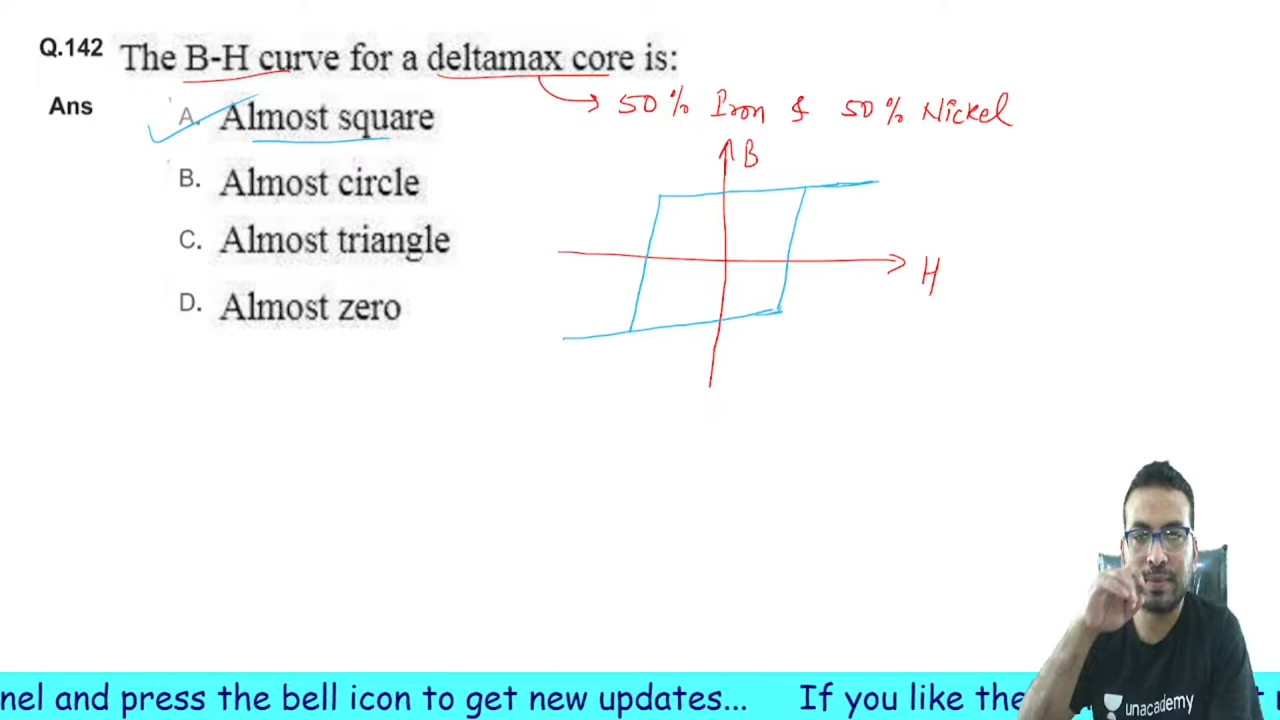 Q.142 The B-H curve for a deltamax core is:
Ans
A. Almost square
→ 50% Iron & 50% Nickel
B
B. Almost circle
C. Almost triangle
H
D. Almost zero
unacademy
nel and press the bell icon to get new updates... If you like the